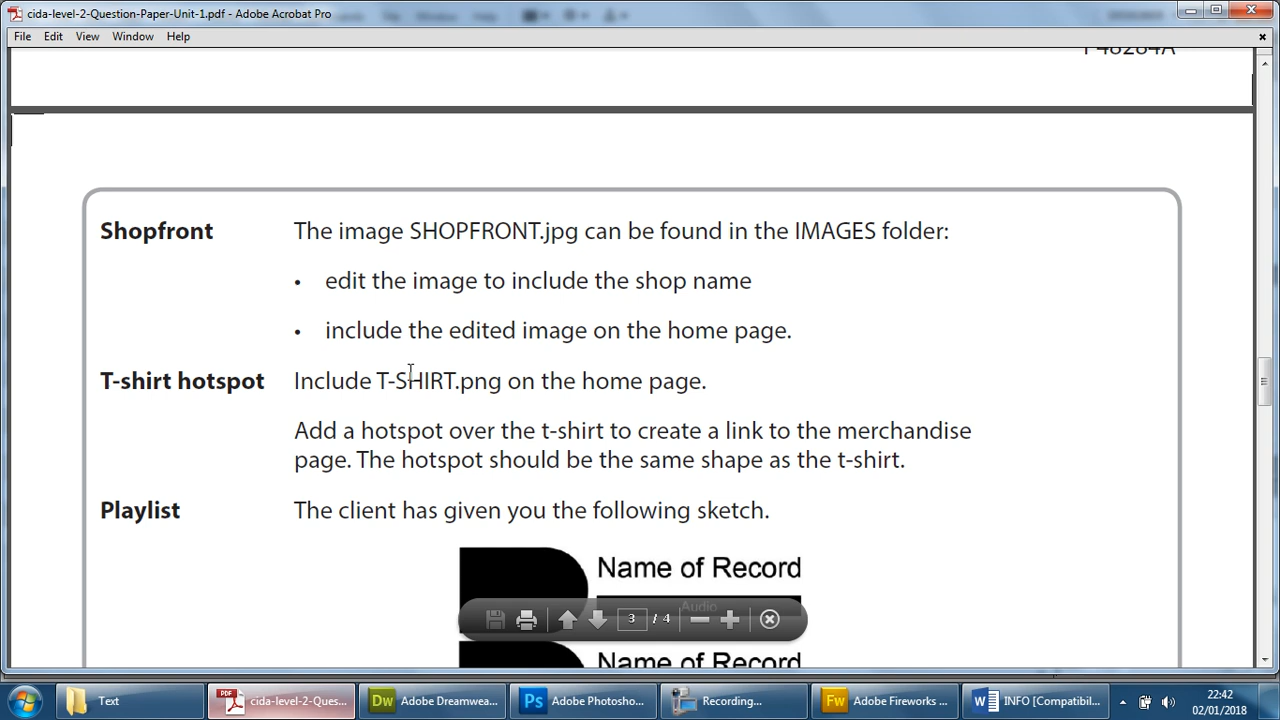 cida-level-2-Question-Paper-Unit-1.pdf - Adobe Acrobat Pro
File Edit View Window Help
P48284A
Shopfront The image SHOPFRONT.jpg can be found in the IMAGES folder:
• edit the image to include the shop name
• include the edited image on the home page.
T-shirt hotspot Include T-SHIRT.png on the home page.
Add a hotspot over the t-shirt to create a link to the merchandise
page. The hotspot should be the same shape as the t-shirt.
Playlist The client has given you the following sketch.
Name of Record
Audio
3 / 4
Name of Record
Text cida-level-2-Ques... Adobe Dreamwea... Adobe Photosho... Recording... Adobe Fireworks ... INFO [Compatibil...
22:42
02/01/2018